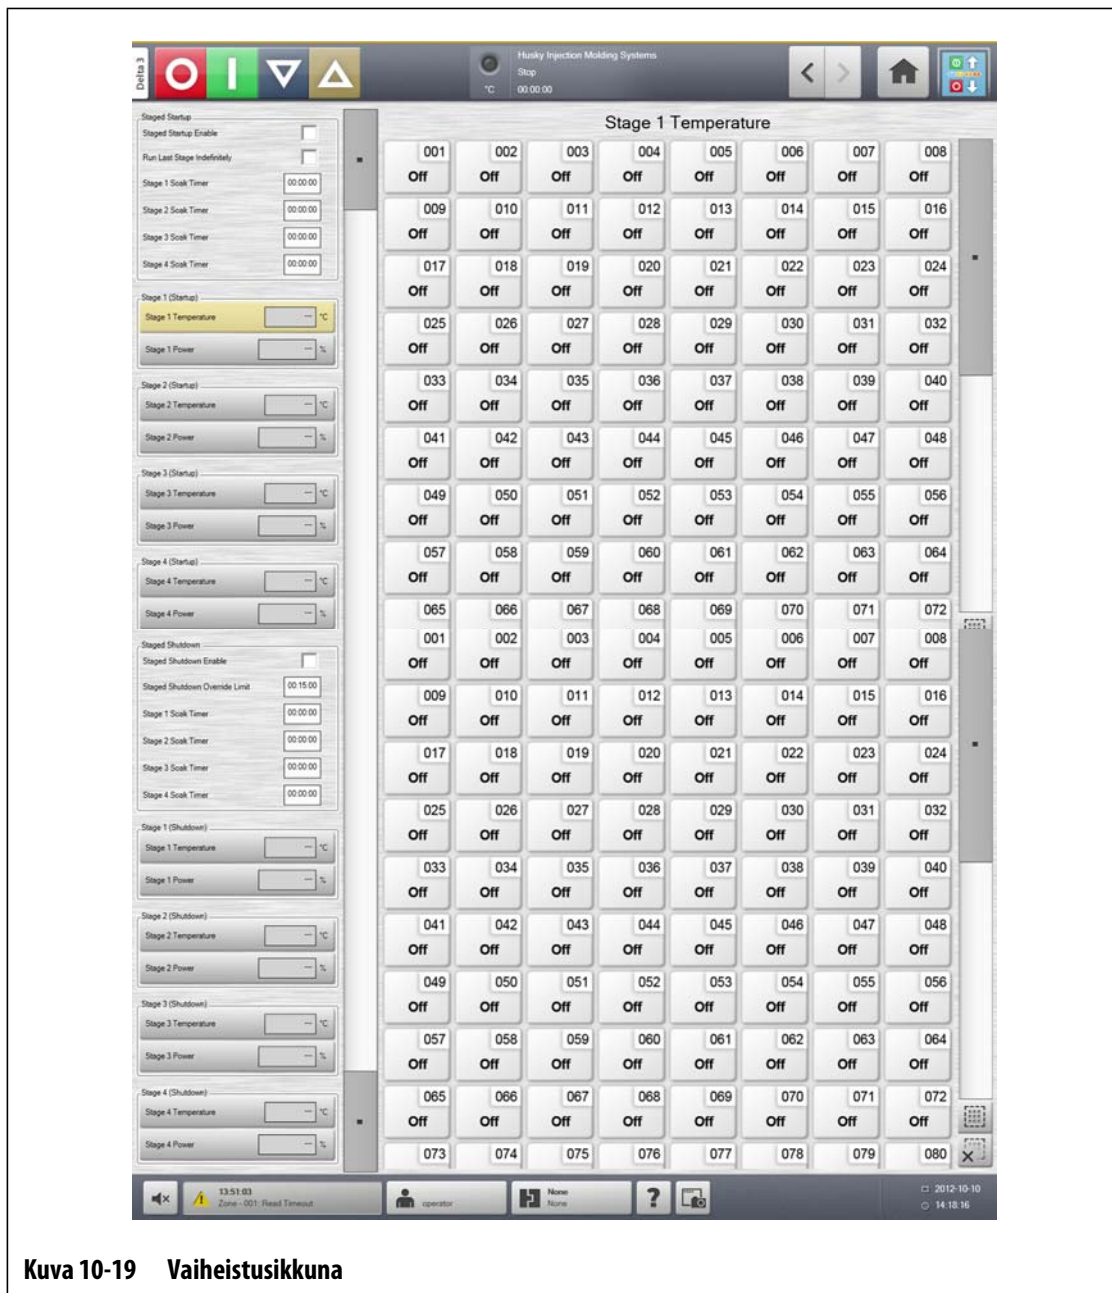 Delta 3
Husky Injection Molding Systems
Stop
°C 00:00:00
Staged Startup
Staged Startup Enable
Run Last Stage Indefinitely
Stage 1 Soak Timer 00:00:00
Stage 2 Soak Timer 00:00:00
Stage 3 Soak Timer 00:00:00
Stage 4 Soak Timer 00:00:00
Stage 1 (Startup)
Stage 1 Temperature -- °C
Stage 1 Power -- %
Stage 2 (Startup)
Stage 2 Temperature -- °C
Stage 2 Power -- %
Stage 3 (Startup)
Stage 3 Temperature -- °C
Stage 3 Power -- %
Stage 4 (Startup)
Stage 4 Temperature -- °C
Stage 4 Power -- %
Staged Shutdown
Staged Shutdown Enable
Staged Shutdown Override Limit 00:15:00
Stage 1 Soak Timer 00:00:00
Stage 2 Soak Timer 00:00:00
Stage 3 Soak Timer 00:00:00
Stage 4 Soak Timer 00:00:00
Stage 1 (Shutdown)
Stage 1 Temperature -- °C
Stage 1 Power -- %
Stage 2 (Shutdown)
Stage 2 Temperature -- °C
Stage 2 Power -- %
Stage 3 (Shutdown)
Stage 3 Temperature -- °C
Stage 3 Power -- %
Stage 4 (Shutdown)
Stage 4 Temperature -- °C
Stage 4 Power -- %
Stage 1 Temperature
001 002 003 004 005 006 007 008
Off Off Off Off Off Off Off Off
009 010 011 012 013 014 015 016
Off Off Off Off Off Off Off Off
017 018 019 020 021 022 023 024
Off Off Off Off Off Off Off Off
025 026 027 028 029 030 031 032
Off Off Off Off Off Off Off Off
033 034 035 036 037 038 039 040
Off Off Off Off Off Off Off Off
041 042 043 044 045 046 047 048
Off Off Off Off Off Off Off Off
049 050 051 052 053 054 055 056
Off Off Off Off Off Off Off Off
057 058 059 060 061 062 063 064
Off Off Off Off Off Off Off Off
065 066 067 068 069 070 071 072
001 002 003 004 005 006 007 008
Off Off Off Off Off Off Off Off
009 010 011 012 013 014 015 016
Off Off Off Off Off Off Off Off
017 018 019 020 021 022 023 024
Off Off Off Off Off Off Off Off
025 026 027 028 029 030 031 032
Off Off Off Off Off Off Off Off
033 034 035 036 037 038 039 040
Off Off Off Off Off Off Off Off
041 042 043 044 045 046 047 048
Off Off Off Off Off Off Off Off
049 050 051 052 053 054 055 056
Off Off Off Off Off Off Off Off
057 058 059 060 061 062 063 064
Off Off Off Off Off Off Off Off
065 066 067 068 069 070 071 072
Off Off Off Off Off Off Off Off
073 074 075 076 077 078 079 080
13:51:03
Zone - 001: Read Timeout
operator
None
None
?
2012-10-10
14:18:16
Kuva 10-19 Vaiheistusikkuna